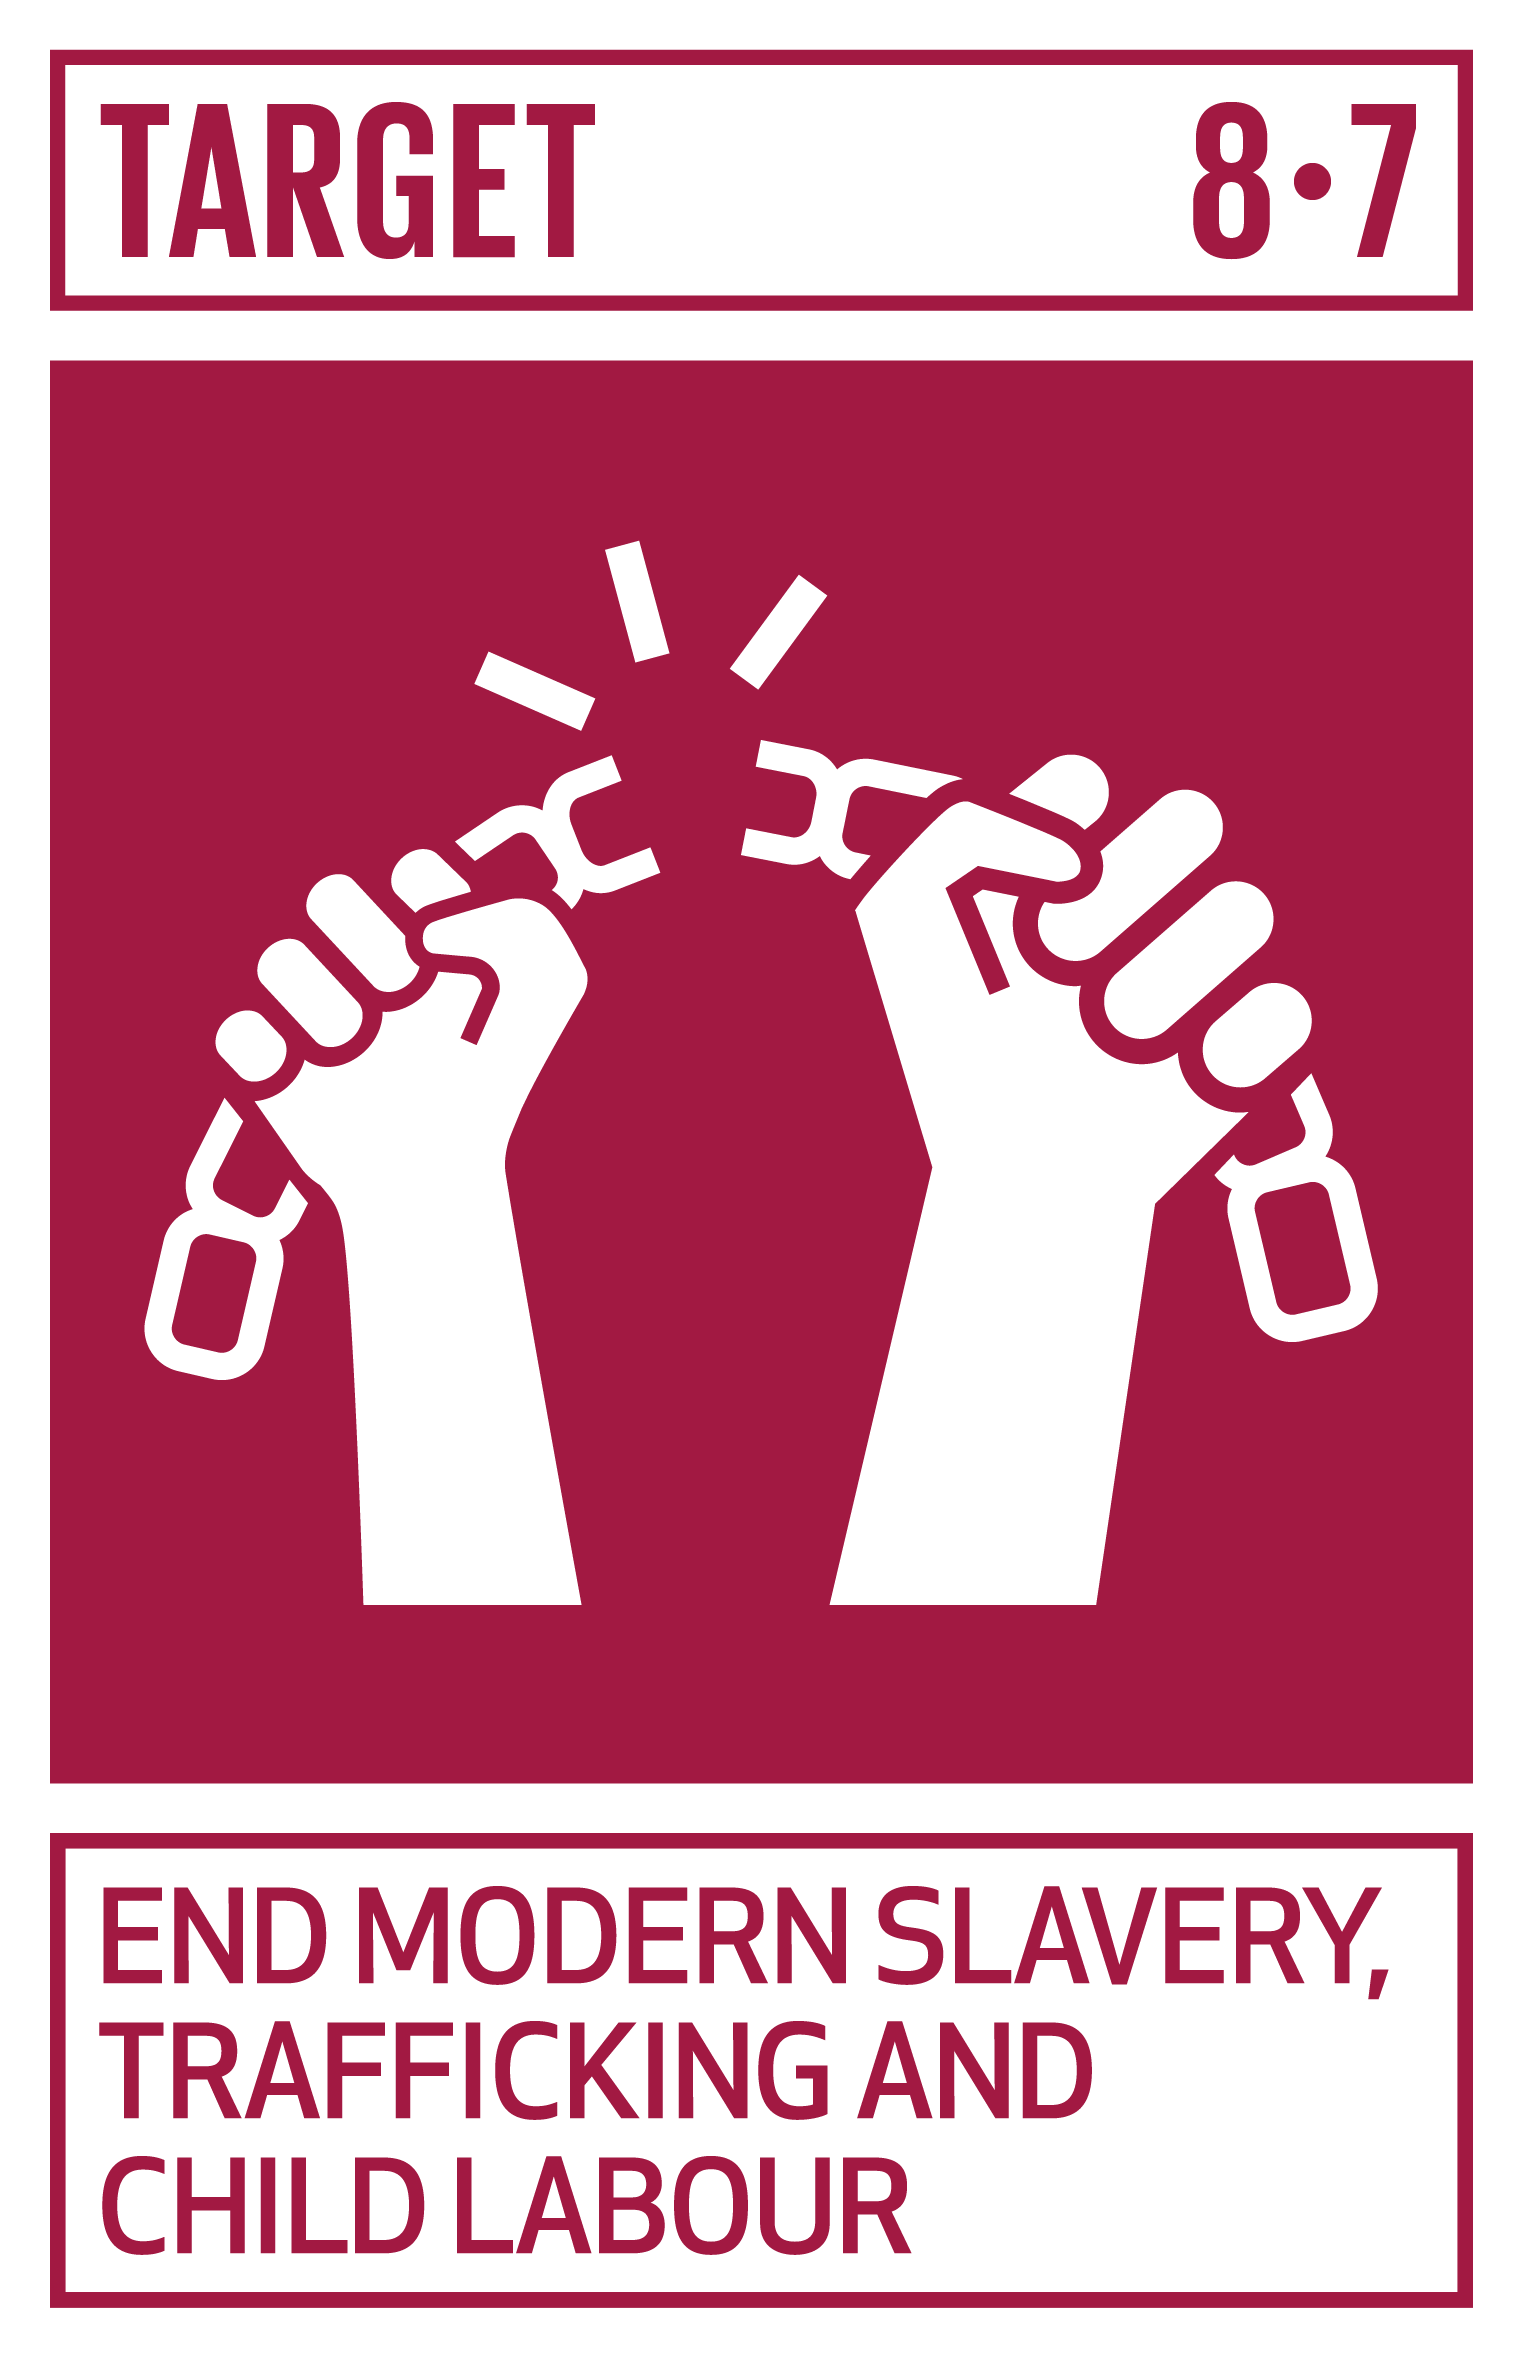 TARGET 8·7
END MODERN SLAVERY,
TRAFFICKING AND
CHILD LABOUR